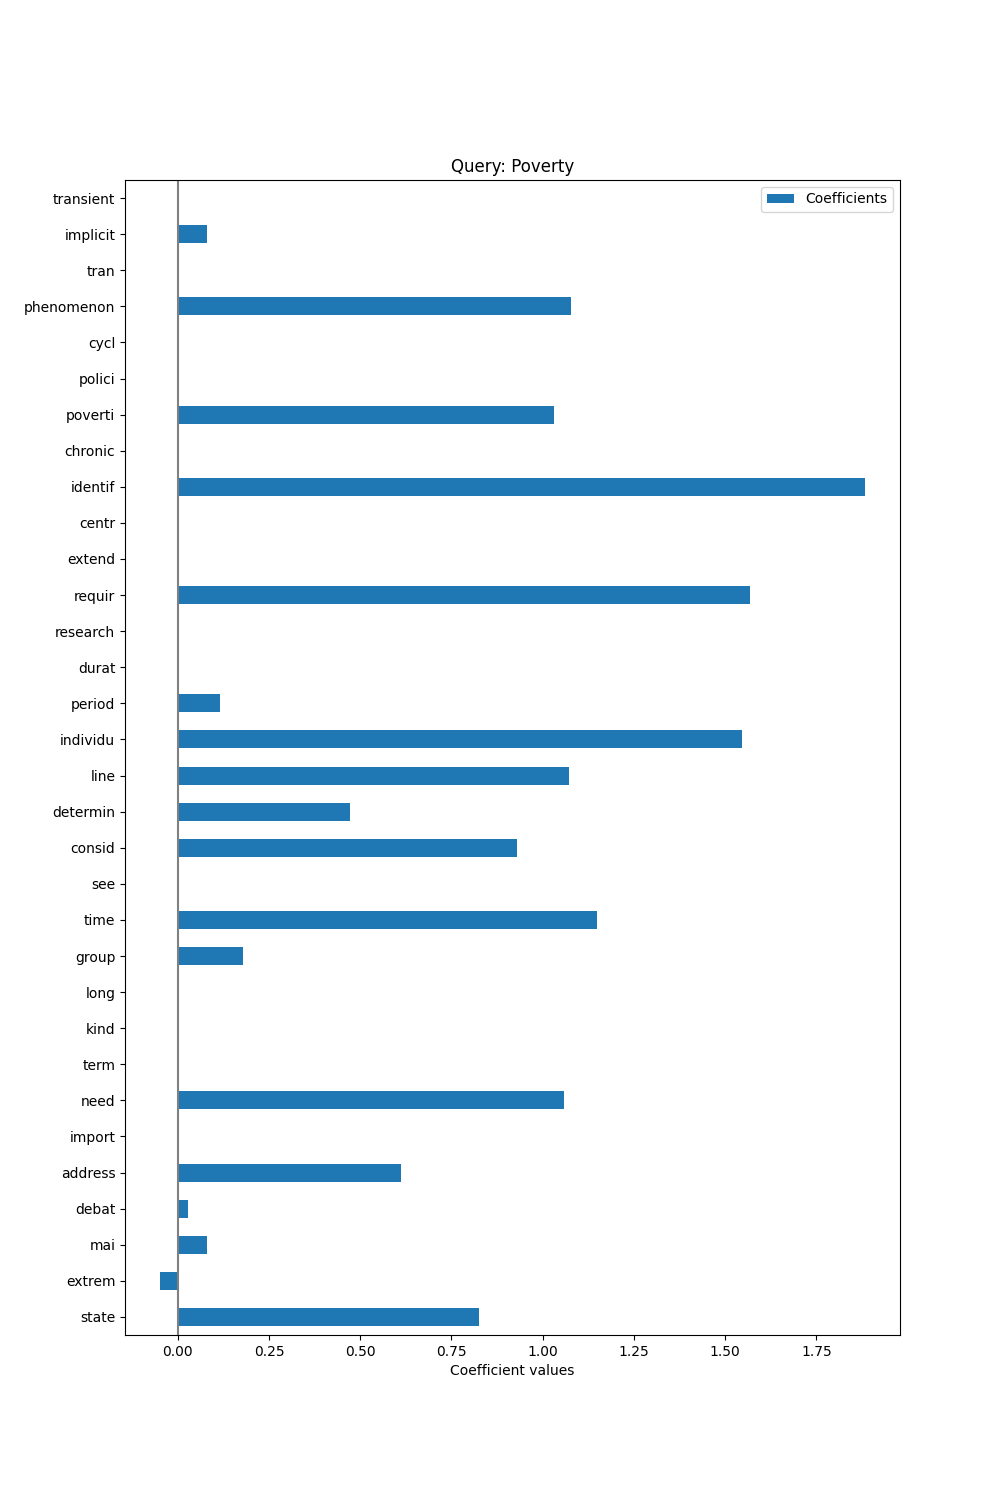 Query: Poverty
Coefficients
transient
implicit
tran
phenomenon
cycl
polici
poverti
chronic
identif
centr
extend
requir
research
durat
period
individu
line
determin
consid
see
time
group
long
kind
term
need
import
address
debat
mai
extrem
state
0.00 0.25 0.50 0.75 1.00 1.25 1.50 1.75
Coefficient values